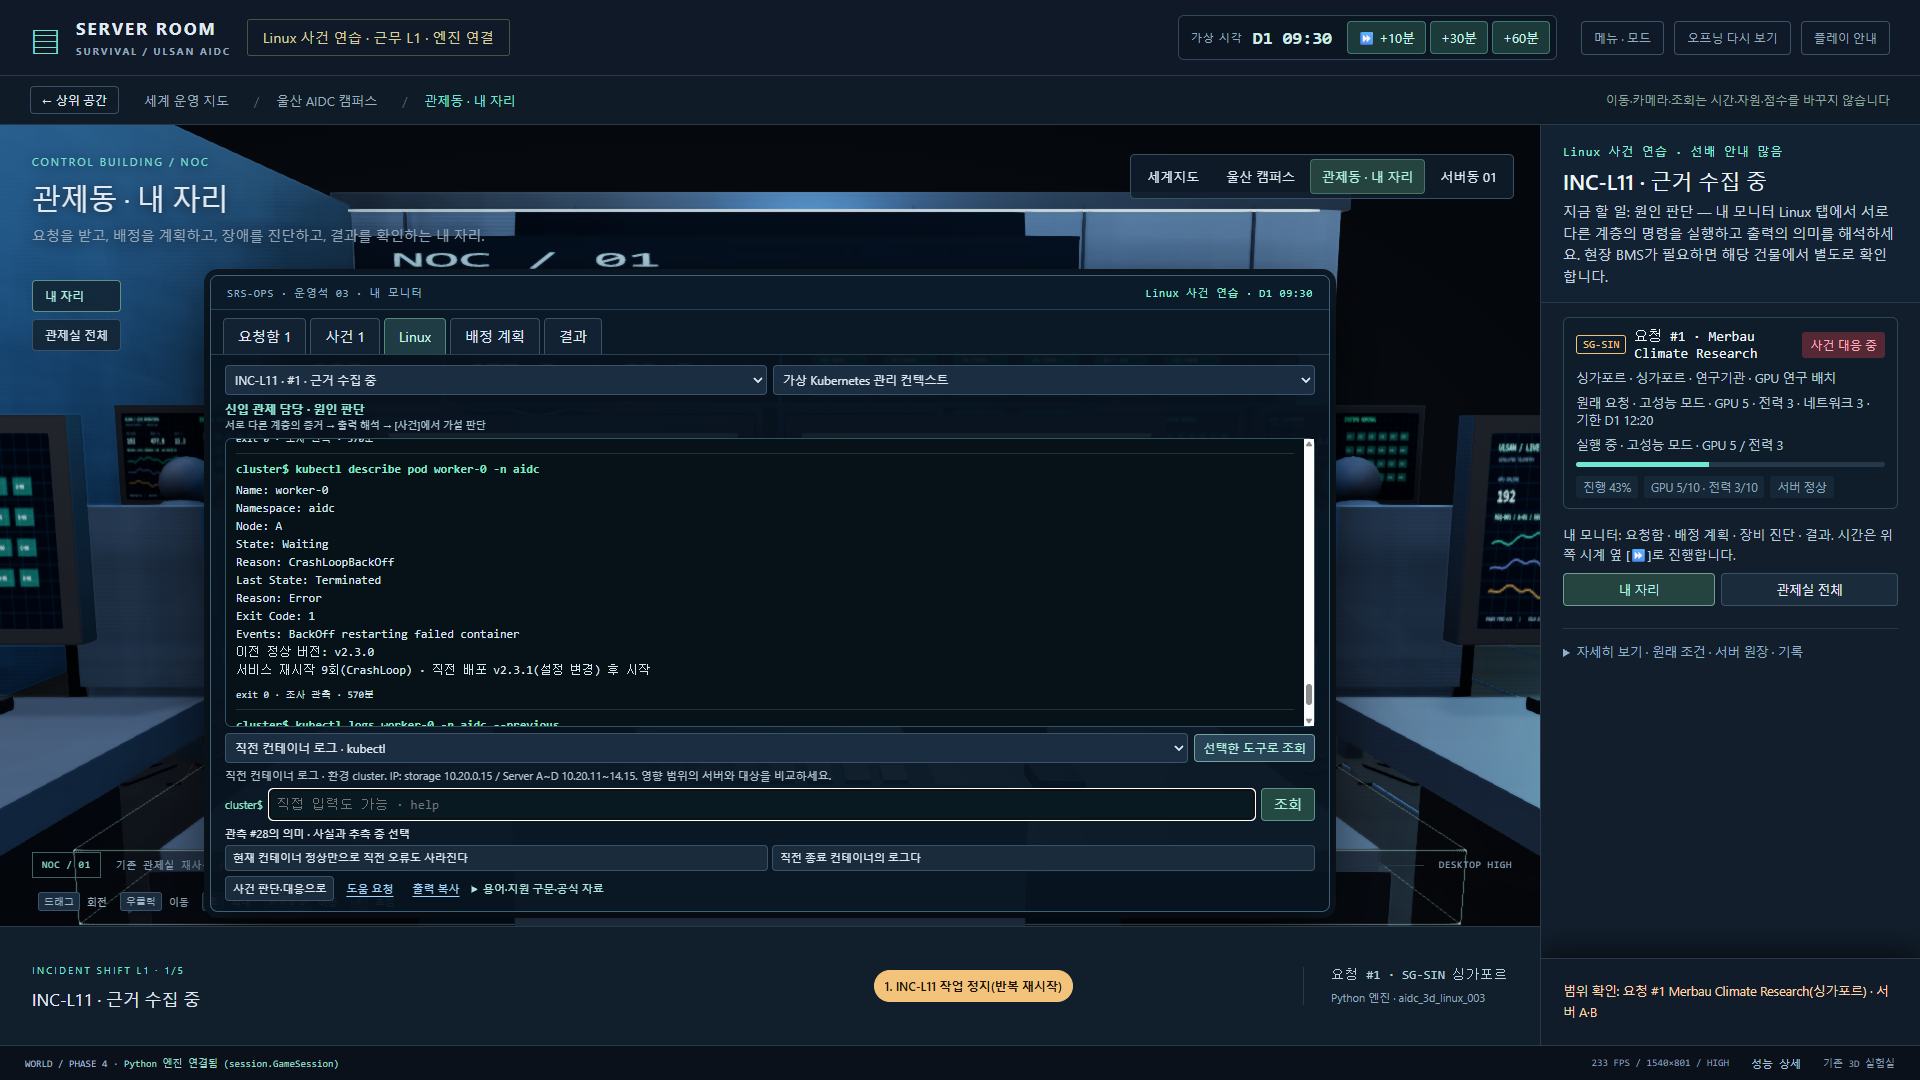 SERVER ROOM
SURVIVAL / ULSAN AIDC
Linux 사건 연습 · 근무 L1 · 엔진 연결
가상 시각 D1 09:30 ⏩ +10분 +30분 +60분
메뉴 · 모드 오프닝 다시 보기 플레이 안내
← 상위 공간 세계 운영 지도 / 울산 AIDC 캠퍼스 / 관제동 · 내 자리
이동·카메라·조회는 시간·자원·점수를 바꾸지 않습니다
CONTROL BUILDING / NOC
관제동 · 내 자리
요청을 받고, 배정을 계획하고, 장애를 진단하고, 결과를 확인하는 내 자리.
세계지도 울산 캠퍼스 관제동 · 내 자리 서버동 01
내 자리
관제실 전체
NOC / 01
SRS-OPS · 운영석 03 · 내 모니터
Linux 사건 연습 · D1 09:30
요청함 1 사건 1 Linux 배정 계획 결과
INC-L11 · #1 · 근거 수집 중
가상 Kubernetes 관리 컨텍스트
신입 관제 담당 · 원인 판단
서로 다른 계층의 증거 → 출력 해석 → [사건]에서 가설 판단
exit 0 · 조사 관측 · 570분
cluster$ kubectl describe pod worker-0 -n aidc
Name: worker-0
Namespace: aidc
Node: A
State: Waiting
Reason: CrashLoopBackOff
Last State: Terminated
Reason: Error
Exit Code: 1
Events: BackOff restarting failed container
이전 정상 버전: v2.3.0
서비스 재시작 9회(CrashLoop) · 직전 배포 v2.3.1(설정 변경) 후 시작
exit 0 · 조사 관측 · 570분
cluster$ kubectl logs worker-0 -n aidc --previous
직전 컨테이너 로그 · kubectl
선택한 도구로 조회
직전 컨테이너 로그 · 환경 cluster. IP: storage 10.20.0.15 / Server A~D 10.20.11~14.15. 영향 범위의 서버와 대상을 비교하세요.
cluster$ 직접 입력도 가능 · help
조회
관측 #28의 의미 · 사실과 추측 중 선택
현재 컨테이너 정상만으로 직전 오류도 사라진다
직전 종료 컨테이너의 로그다
사건 판단·대응으로 도움 요청 출력 복사 ▶ 용어·지원 구문·공식 자료
NOC / 01 기존 관제실 재사
드래그 회전 우클릭 이동
DESKTOP HIGH
Linux 사건 연습 · 선배 안내 많음
INC-L11 · 근거 수집 중
지금 할 일: 원인 판단 — 내 모니터 Linux 탭에서 서로
다른 계층의 명령을 실행하고 출력의 의미를 해석하세
요. 현장 BMS가 필요하면 해당 건물에서 별도로 확인
합니다.
SG-SIN
요청 #1 · Merbau
Climate Research
사건 대응 중
싱가포르 · 싱가포르 · 연구기관 · GPU 연구 배치
원래 요청 · 고성능 모드 · GPU 5 · 전력 3 · 네트워크 3 ·
기한 D1 12:20
실행 중 · 고성능 모드 · GPU 5 / 전력 3
진행 43% GPU 5/10 · 전력 3/10 서버 정상
내 모니터: 요청함 · 배정 계획 · 장비 진단 · 결과. 시간은 위
쪽 시계 옆 [⏩]로 진행합니다.
내 자리 관제실 전체
▶ 자세히 보기 · 원래 조건 · 서버 원장 · 기록
ULSAN / LIVE
192
INCIDENT SHIFT L1 · 1/5
INC-L11 · 근거 수집 중
1. INC-L11 작업 정지(반복 재시작)
요청 #1 · SG-SIN 싱가포르
Python 엔진 · aidc_3d_linux_003
범위 확인: 요청 #1 Merbau Climate Research(싱가포르) · 서
버 A·B
WORLD / PHASE 4 · Python 엔진 연결됨 (session.GameSession)
233 FPS / 1540×801 / HIGH 성능 상세 기존 3D 실험실